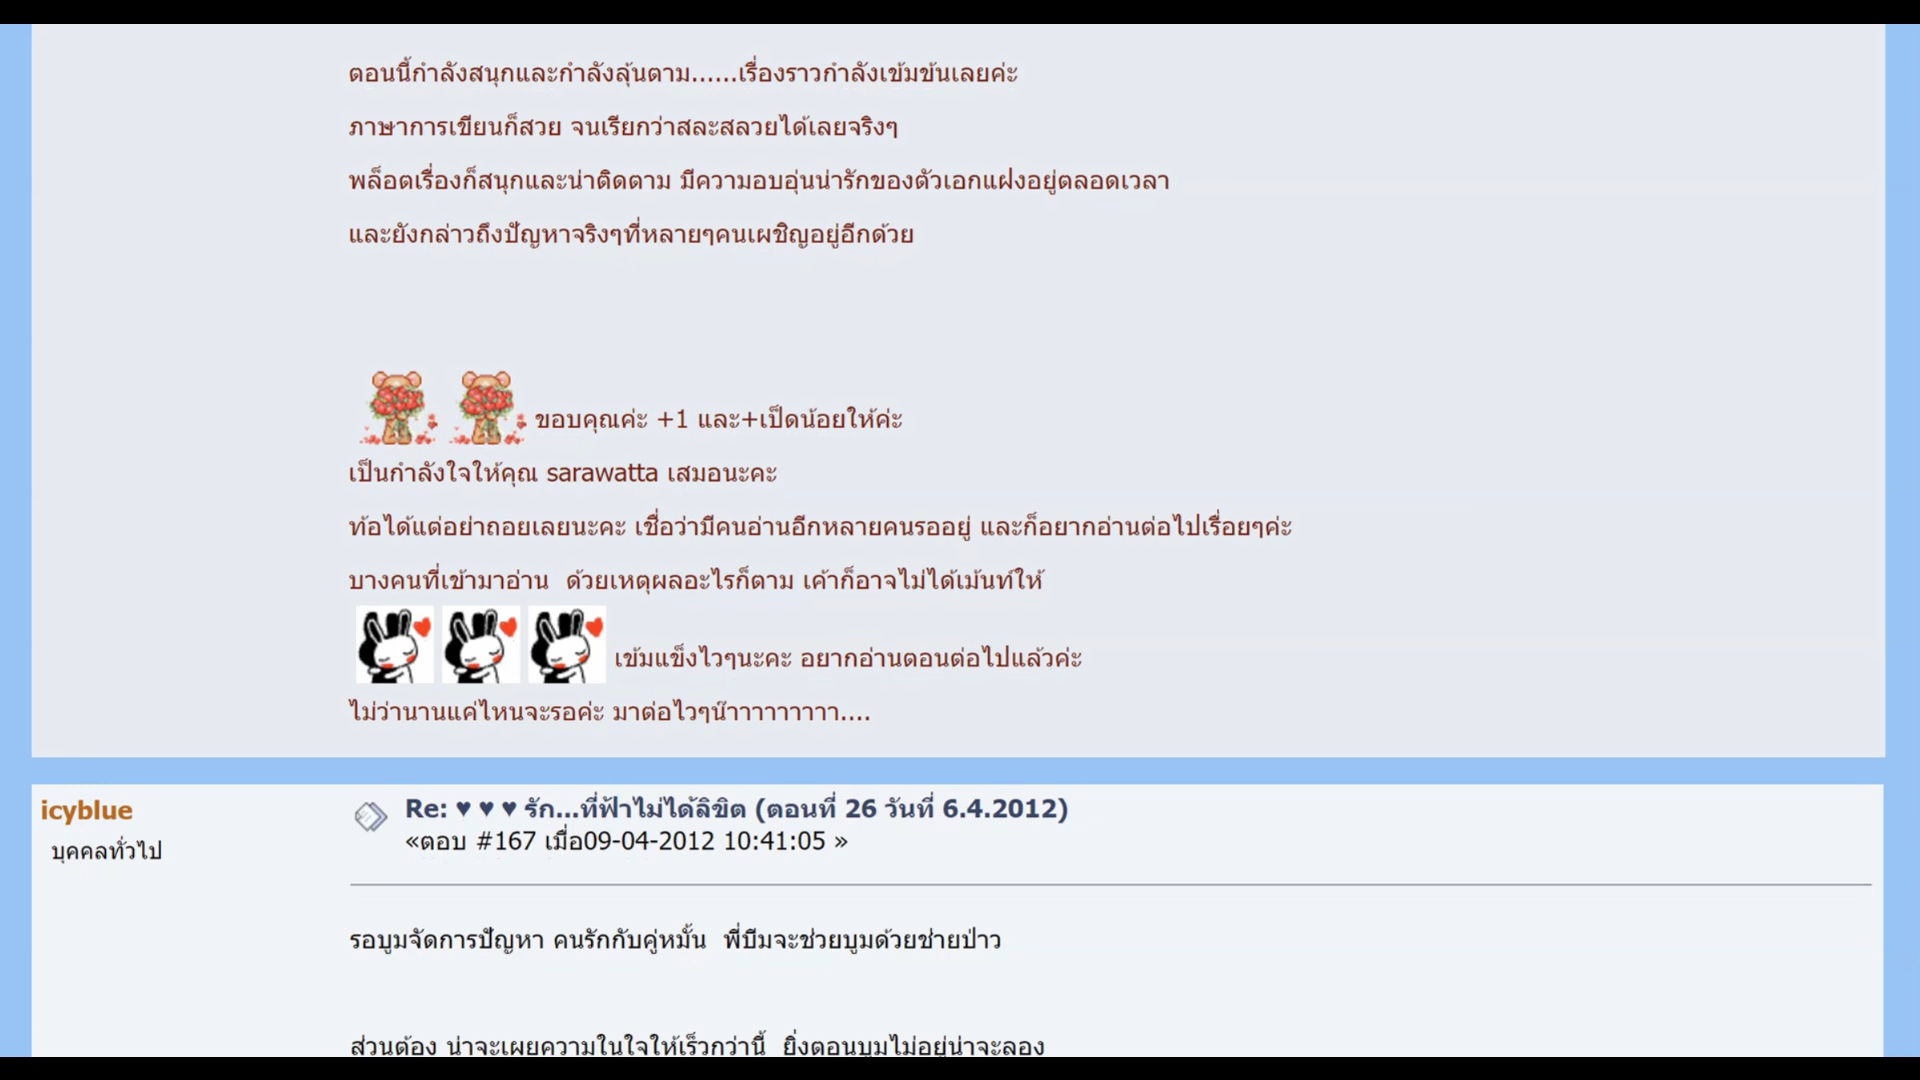 ตอนนี้กำลังสนุกและกำลังลุ้นตาม......เรื่องราวกำลังเข้มข้นเลยค่ะ
ภาษาการเขียนก็สวย จนเรียกว่าสละสลวยได้เลยจริงๆ
พล็อตเรื่องก็สนุกและน่าติดตาม มีความอบอุ่นน่ารักของตัวเอกแฝงอยู่ตลอดเวลา
และยังกล่าวถึงปัญหาจริงๆที่หลายๆคนเผชิญอยู่อีกด้วย
ขอบคุณค่ะ +1 และ+เป็ดน้อยให้ค่ะ
เป็นกำลังใจให้คุณ sarawatta เสมอนะคะ
ท้อได้แต่อย่าถอยเลยนะคะ เชื่อว่ามีคนอ่านอีกหลายคนรออยู่ และก็อยากอ่านต่อไปเรื่อยๆค่ะ
บางคนที่เข้ามาอ่าน  ด้วยเหตุผลอะไรก็ตาม เค้าก็อาจไม่ได้เม้นท์ให้
เข้มแข็งไวๆนะคะ อยากอ่านตอนต่อไปแล้วค่ะ
ไม่ว่านานแค่ไหนจะรอค่ะ มาต่อไวๆน๊าาาาาาาาา....
icyblue
บุคคลทั่วไป
Re: ♥ ♥ ♥ รัก...ที่ฟ้าไม่ได้ลิขิต (ตอนที่ 26 วันที่ 6.4.2012)
«ตอบ #167 เมื่อ09-04-2012 10:41:05 »
รอบูมจัดการปัญหา คนรักกับคู่หมั้น  พี่บีมจะช่วยบูมด้วยช่ายป่าว
ส่วนต้อง น่าจะเผยความในใจให้เร็วกว่านี้  ยิ่งตอนบูมไม่อยู่น่าจะลอง